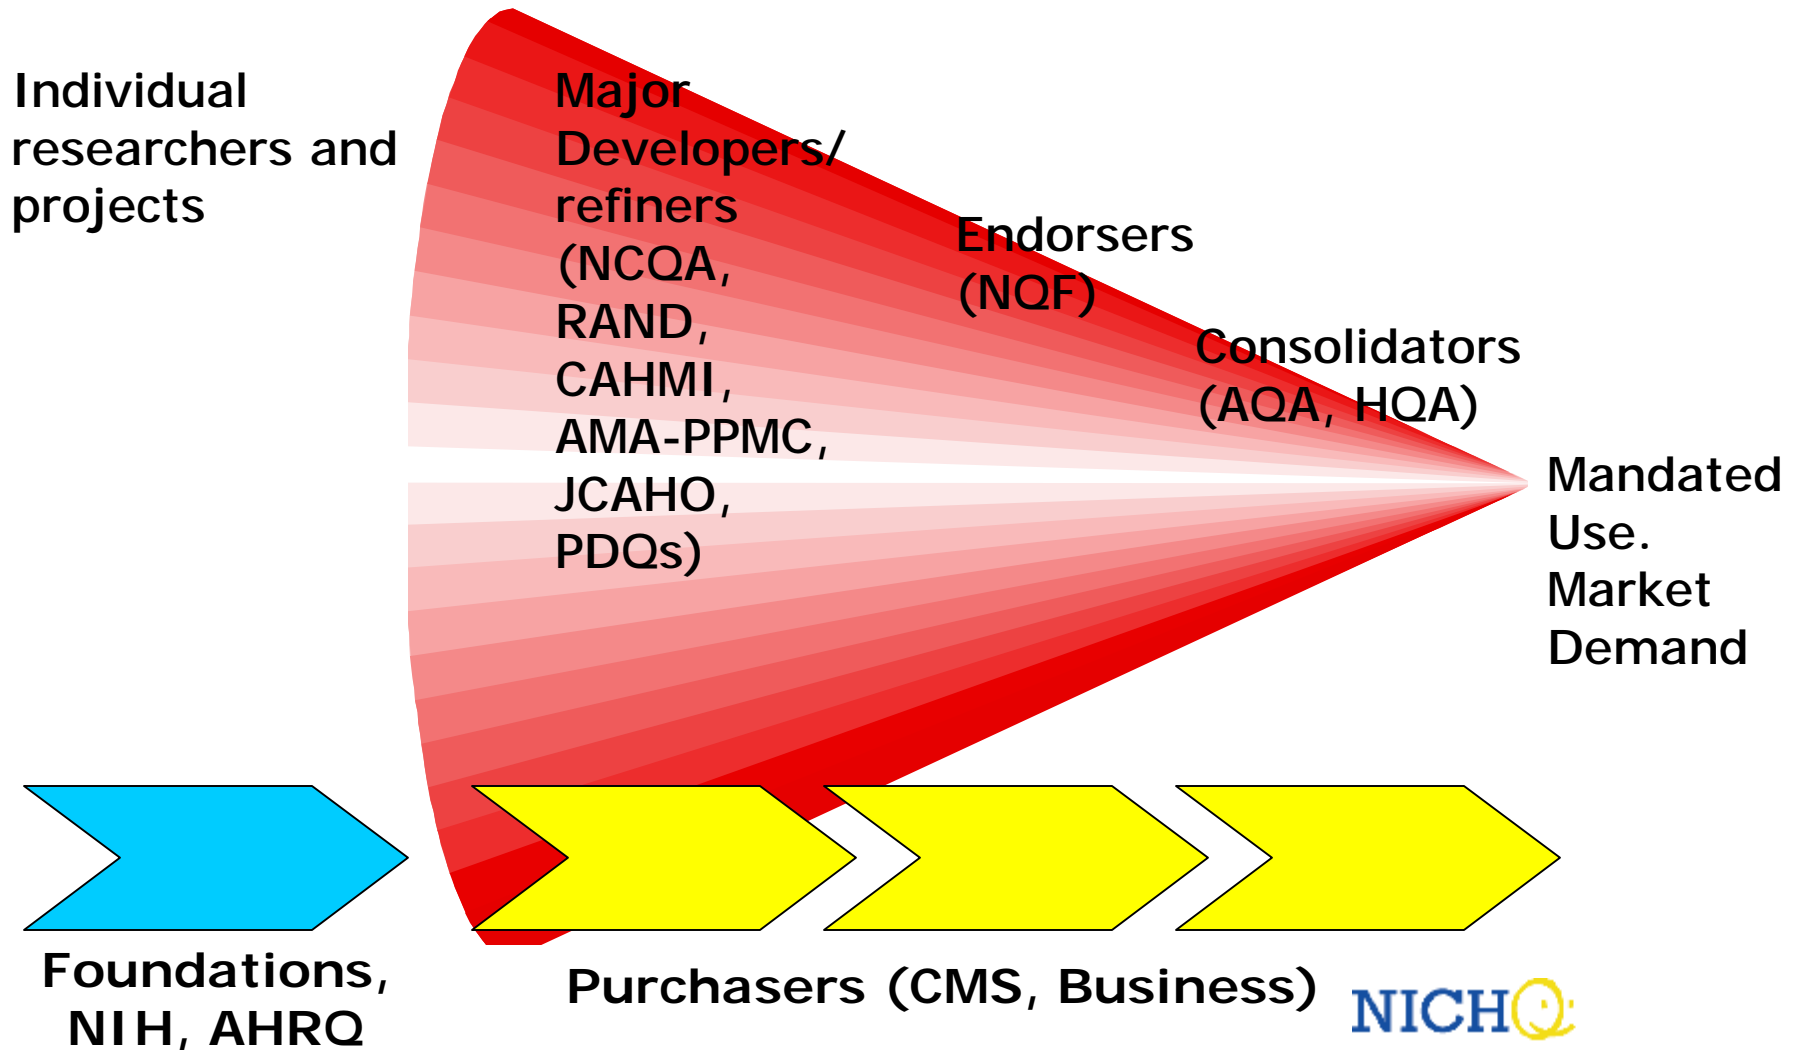 Individual
researchers and
projects
Major
Developers/
refiners
(NCQA,
RAND,
CAHMI,
AMA-PPMC,
JCAHO,
PDQs)
Endorsers
(NQF)
Consolidators
(AQA, HQA)
Mandated
Use.
Market
Demand
Foundations,
NIH, AHRQ
Purchasers (CMS, Business)
NICHQ